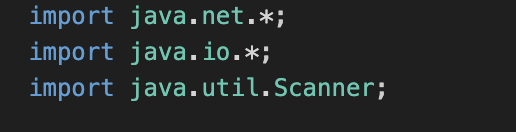 import java.net.*;
import java.io.*;
import java.util.Scanner;